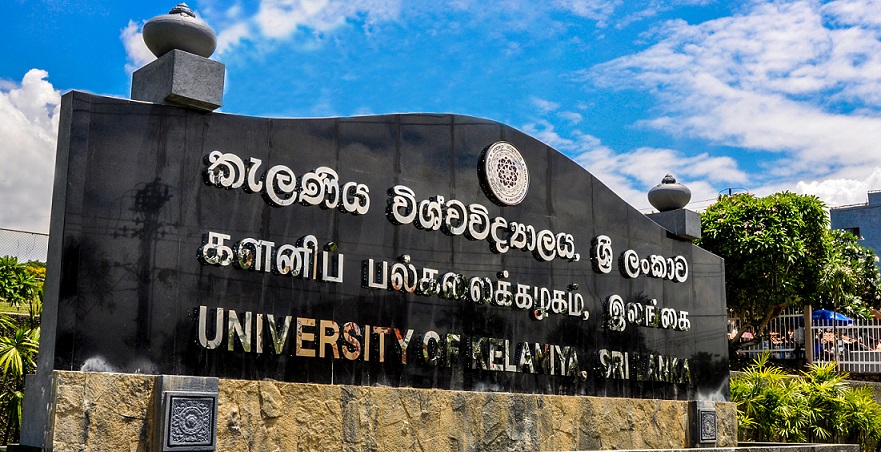 කැලණිය විශ්වවිද්‍යාලය, ශ්‍රී ලංකාව
களனிப் பல்கலைக்கழகம், இலங்கை
UNIVERSITY OF KELANIYA, SRI LANKA